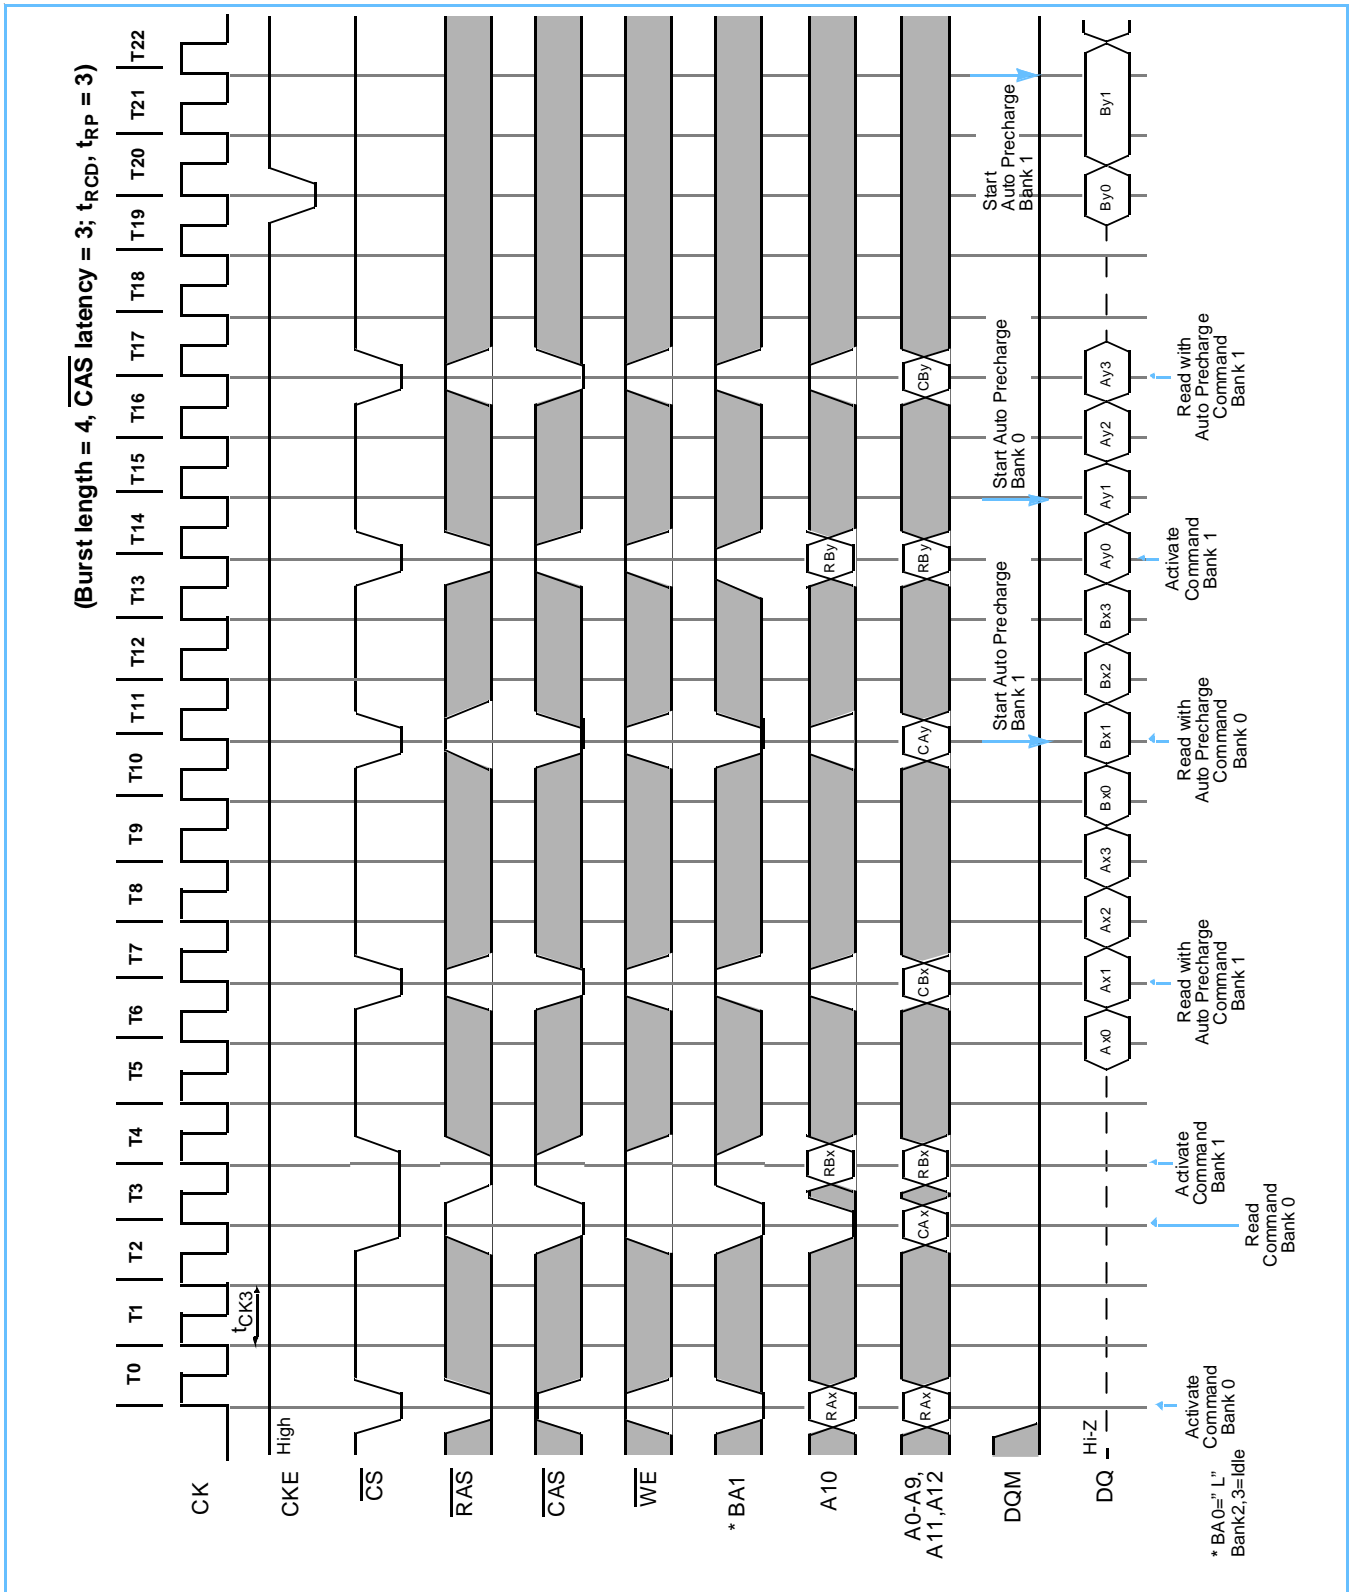 (Burst length = 4, CAS latency = 3; tRCD, tRP = 3)
T0 T1 T2 T3 T4 T5 T6 T7 T8 T9 T10 T11 T12 T13 T14 T15 T16 T17 T18 T19 T20 T21 T22
CK
tCK3
CKE
High
CS
RAS
CAS
WE
* BA1
A10
RAx RBx RBy
A0-A9,
A11,A12
RAx CAx RBx CBx CAy RBy CBy
DQM
Start Auto Precharge
Bank 1
Start Auto Precharge
Bank 0
Start
Auto Precharge
Bank 1
DQ
Hi-Z
Ax0 Ax1 Ax2 Ax3 Bx0 Bx1 Bx2 Bx3 Ay0 Ay1 Ay2 Ay3 By0 By1
Activate
Command
Bank 0
Read
Command
Bank 0
Activate
Command
Bank 1
Read with
Auto Precharge
Command
Bank 1
Read with
Auto Precharge
Command
Bank 0
Activate
Command
Bank 1
Read with
Auto Precharge
Command
Bank 1
* BA0=” L”
Bank2,3=Idle